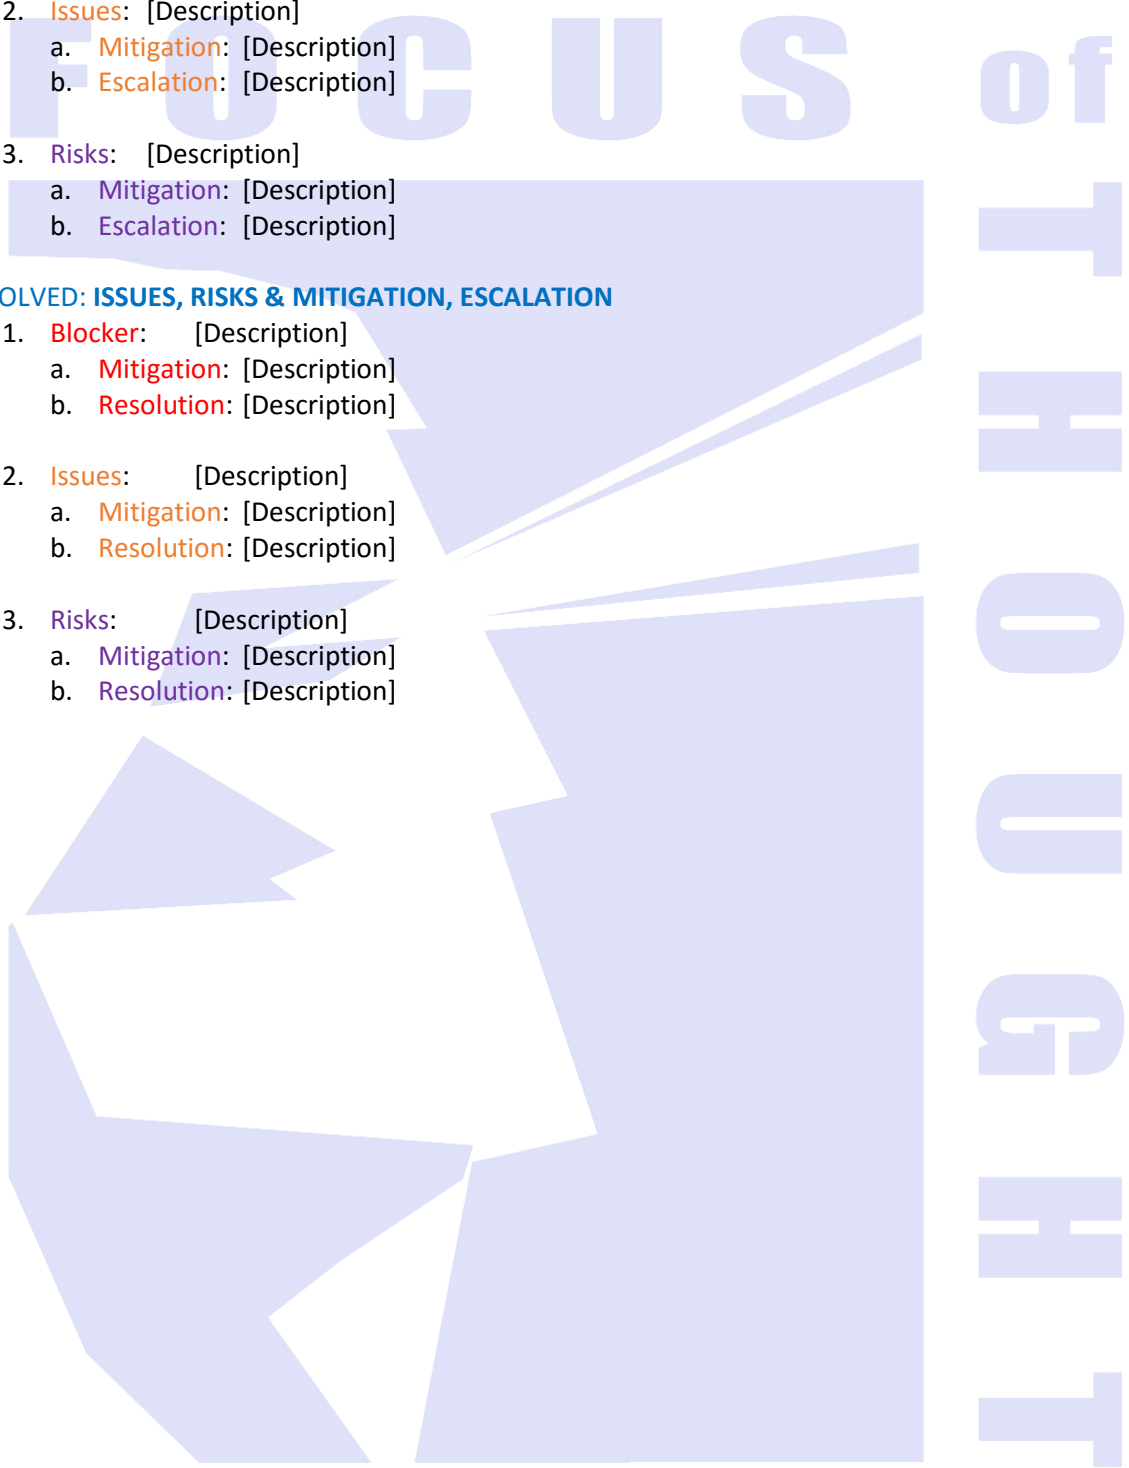 2. Issues: [Description]
a. Mitigation: [Description]
b. Escalation: [Description]
3. Risks: [Description]
a. Mitigation: [Description]
b. Escalation: [Description]
OLVED: ISSUES, RISKS & MITIGATION, ESCALATION
1. Blocker: [Description]
a. Mitigation: [Description]
b. Resolution: [Description]
2. Issues: [Description]
a. Mitigation: [Description]
b. Resolution: [Description]
3. Risks: [Description]
a. Mitigation: [Description]
b. Resolution: [Description]
FOCUS of
THOUGHT